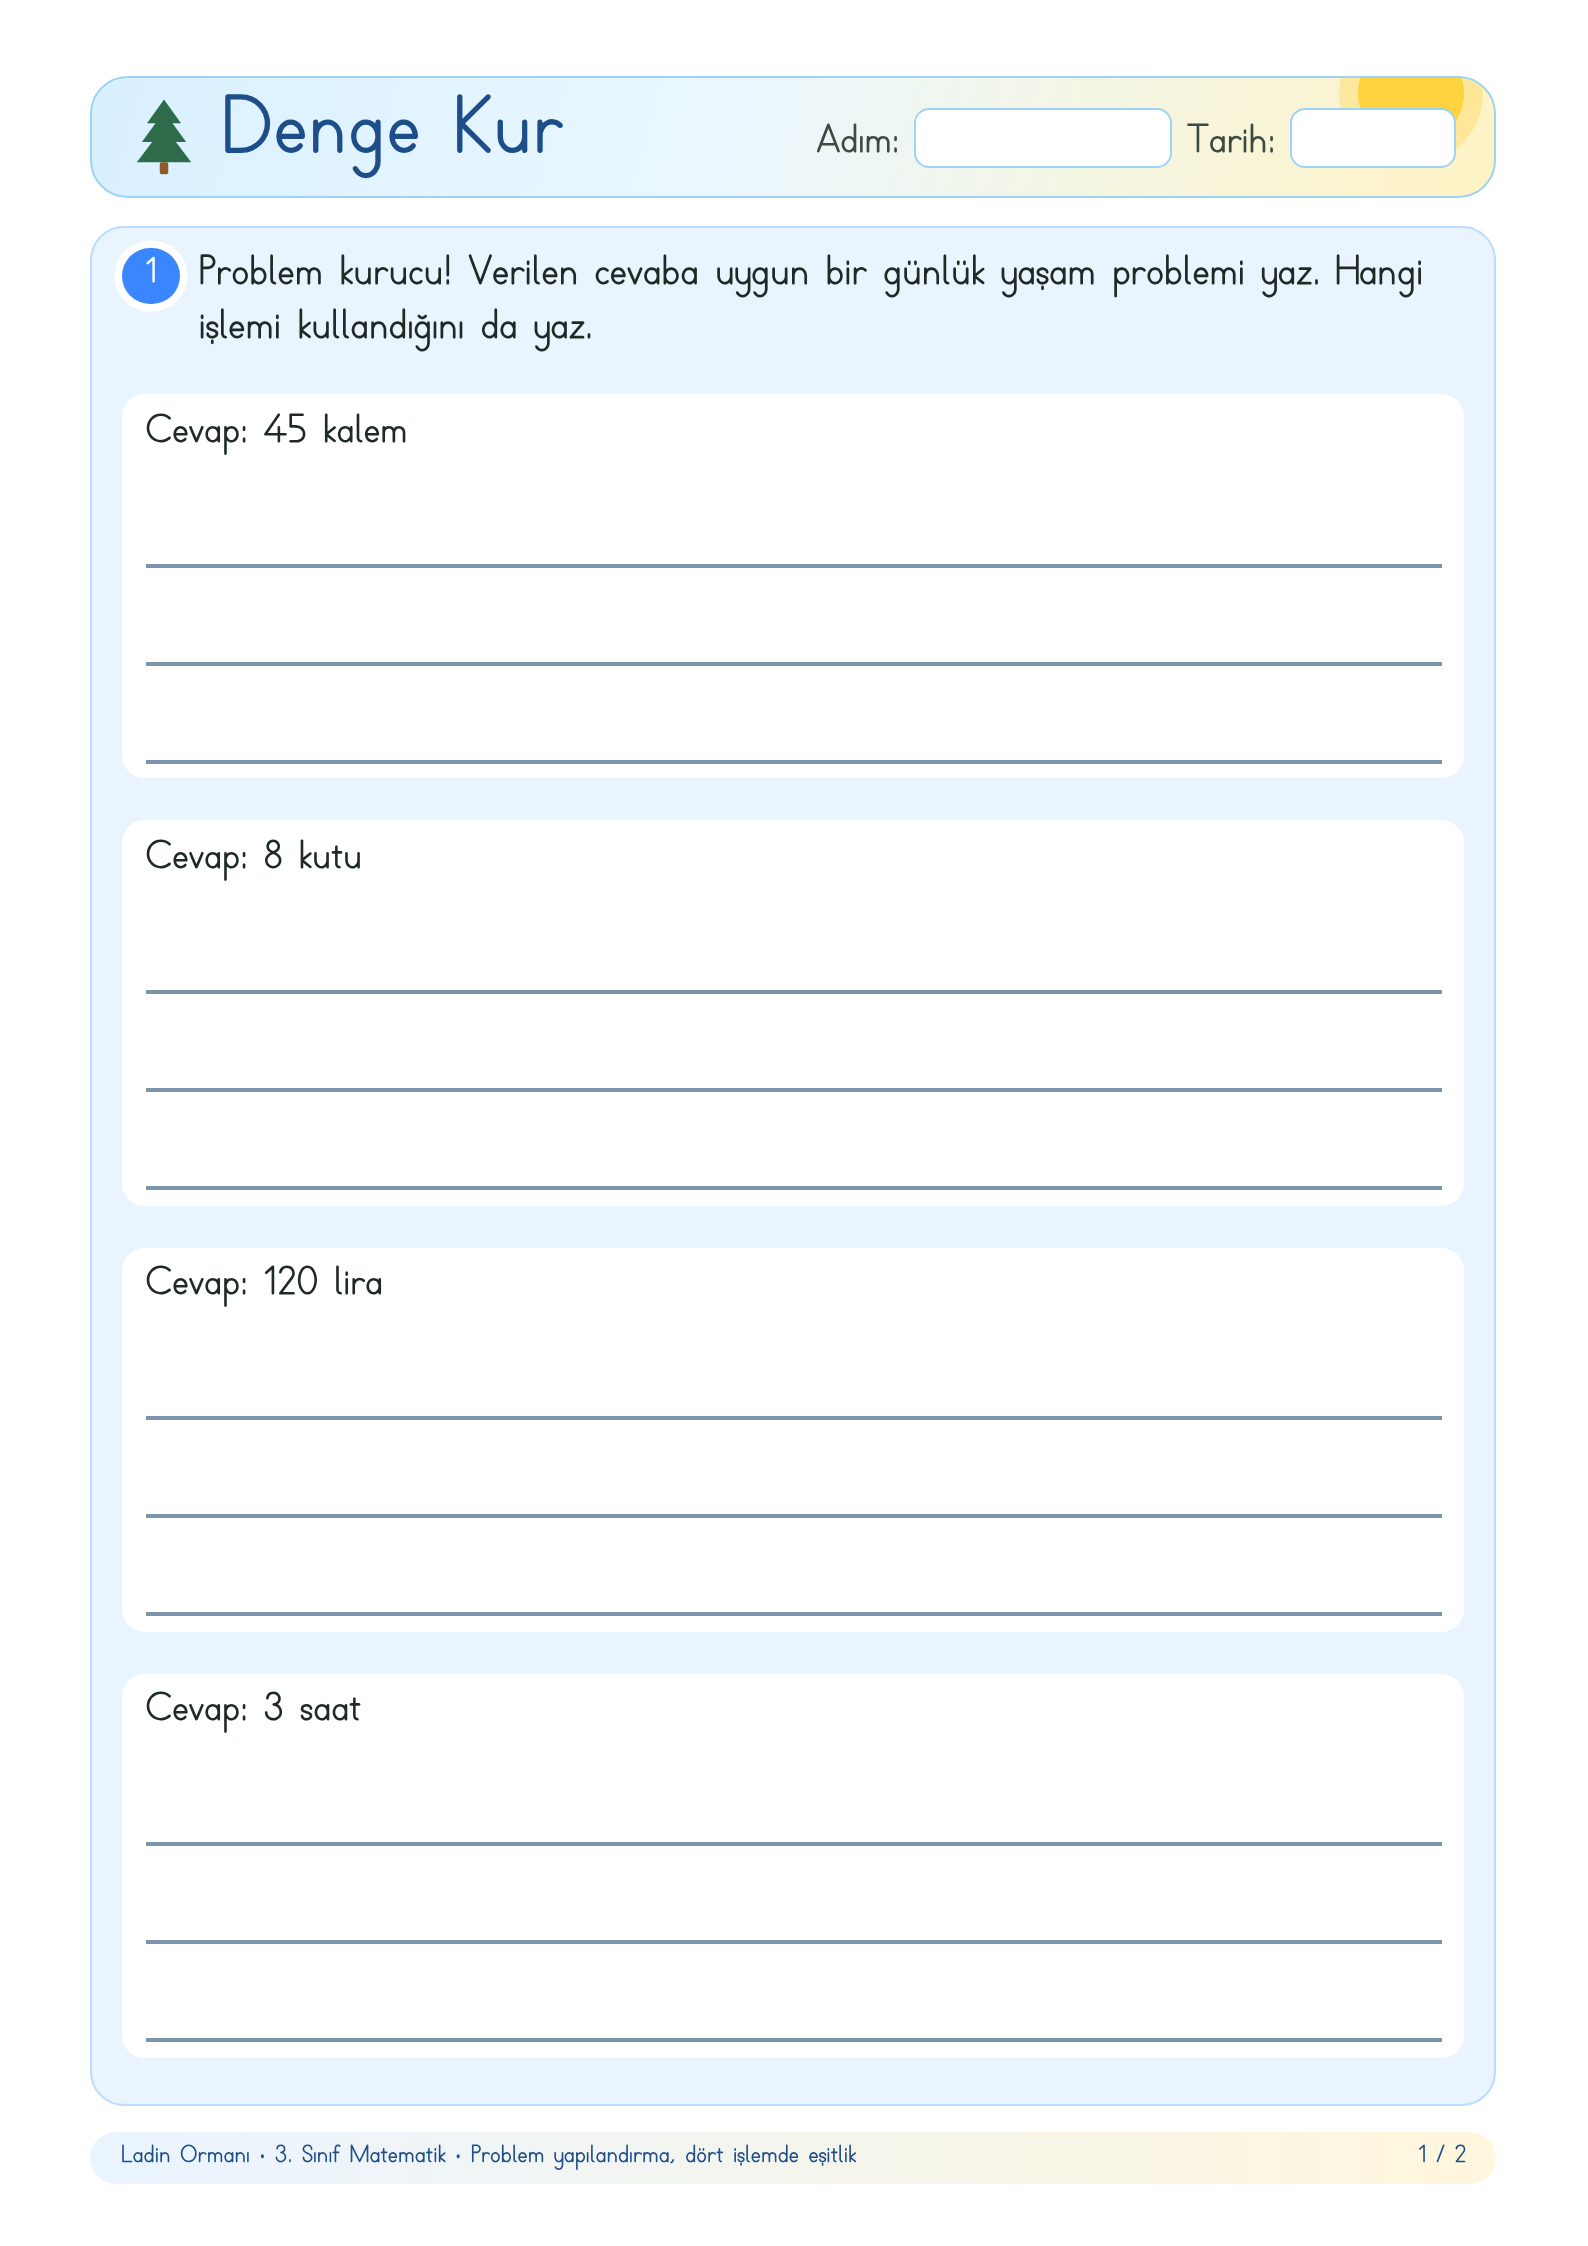 Denge Kur
Adım:
Tarih:
1
Problem kurucu! Verilen cevaba uygun bir günlük yaşam problemi yaz. Hangi
işlemi kullandığını da yaz.
Cevap: 45 kalem
Cevap: 8 kutu
Cevap: 120 lira
Cevap: 3 saat
Ladin Ormanı • 3. Sınıf Matematik • Problem yapılandırma, dört işlemde eşitlik
1 / 2